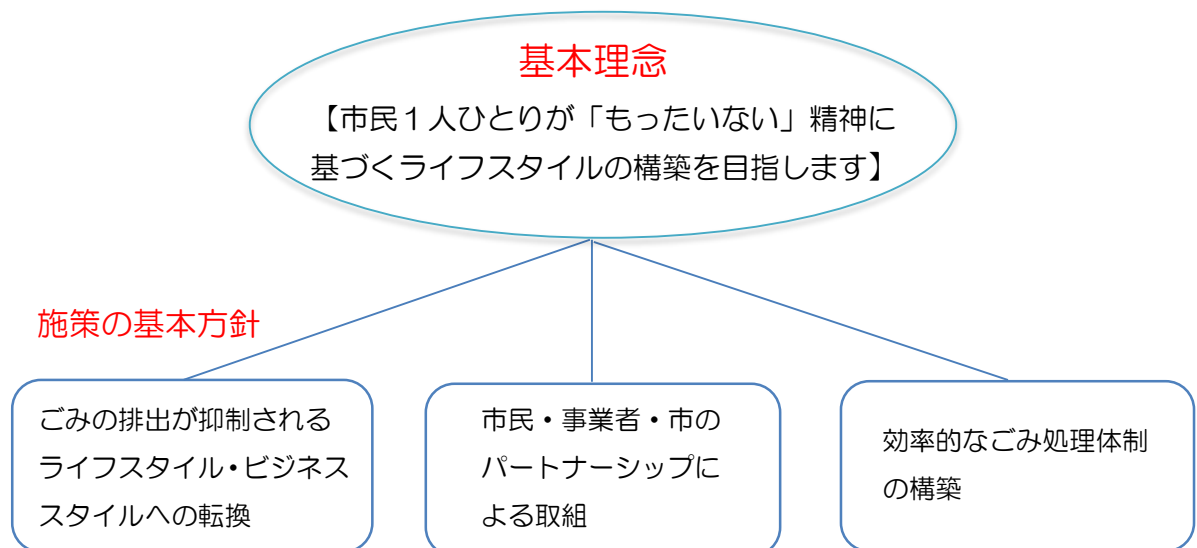 基本理念
【市民1人ひとりが「もったいない」精神に
基づくライフスタイルの構築を目指します】
施策の基本方針
ごみの排出が抑制される
ライフスタイル・ビジネス
スタイルへの転換
市民・事業者・市の
パートナーシップに
よる取組
効率的なごみ処理体制
の構築